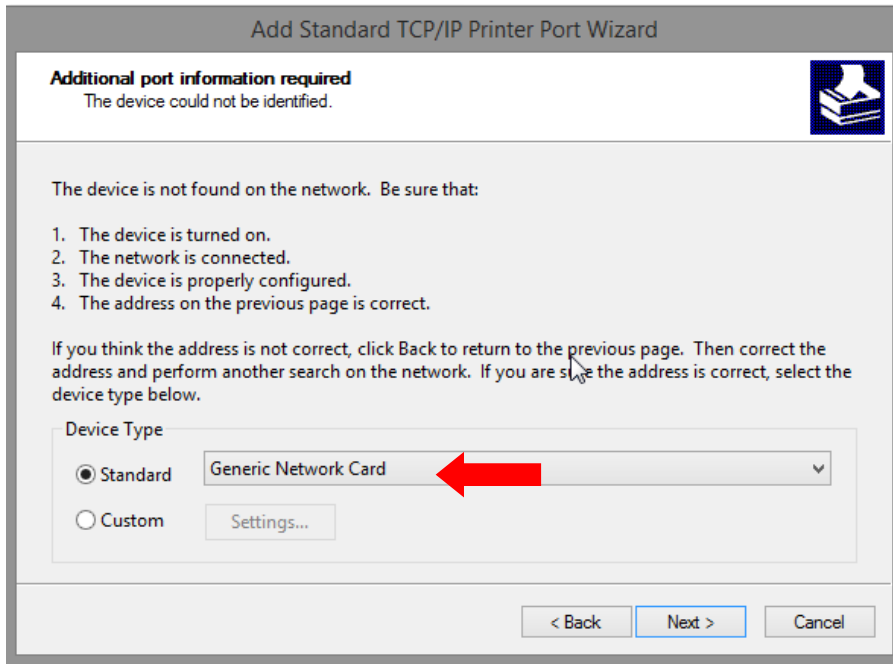 Add Standard TCP/IP Printer Port Wizard
Additional port information required
The device could not be identified.
The device is not found on the network.  Be sure that:
1.  The device is turned on.
2.  The network is connected.
3.  The device is properly configured.
4.  The address on the previous page is correct.
If you think the address is not correct, click Back to return to the previous page.  Then correct the
address and perform another search on the network.  If you are sure the address is correct, select the
device type below.
Device Type
Standard
Generic Network Card
Custom
Settings...
< Back
Next >
Cancel